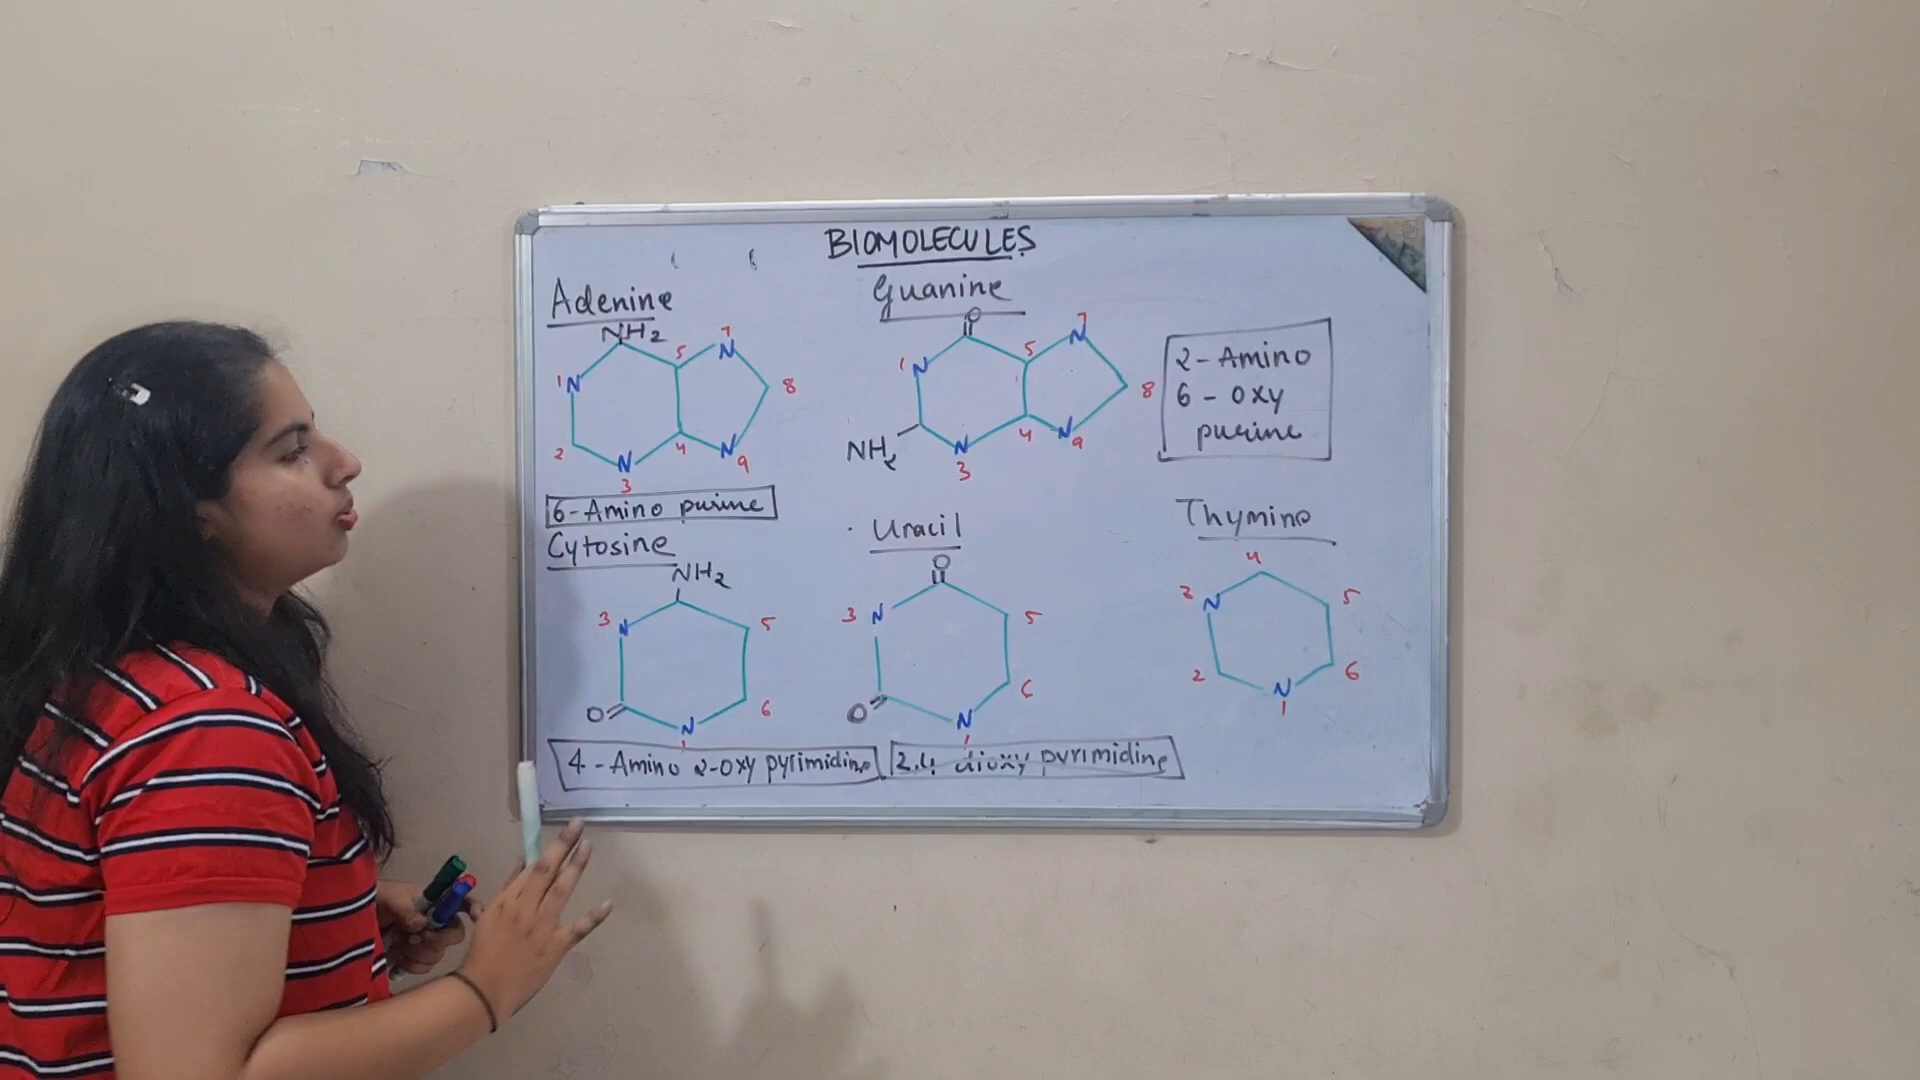 BIOMOLECULES
Adenine
NH2
1 N
5
N 7
8
2
N 3
4
N 9
6-Amino purine
Guanine
O
1 N
5
N 7
8
NH2
N 3
4
N 9
2-Amino
6-oxy
purine
Cytosine
NH2
3 N
5
O
N 1
6
4-Amino 2-oxy pyrimidine
Uracil
O
3 N
5
O
N 1
6
2,4 dioxy pyrimidine
Thymine
4
3 N
5
2
6
N
1